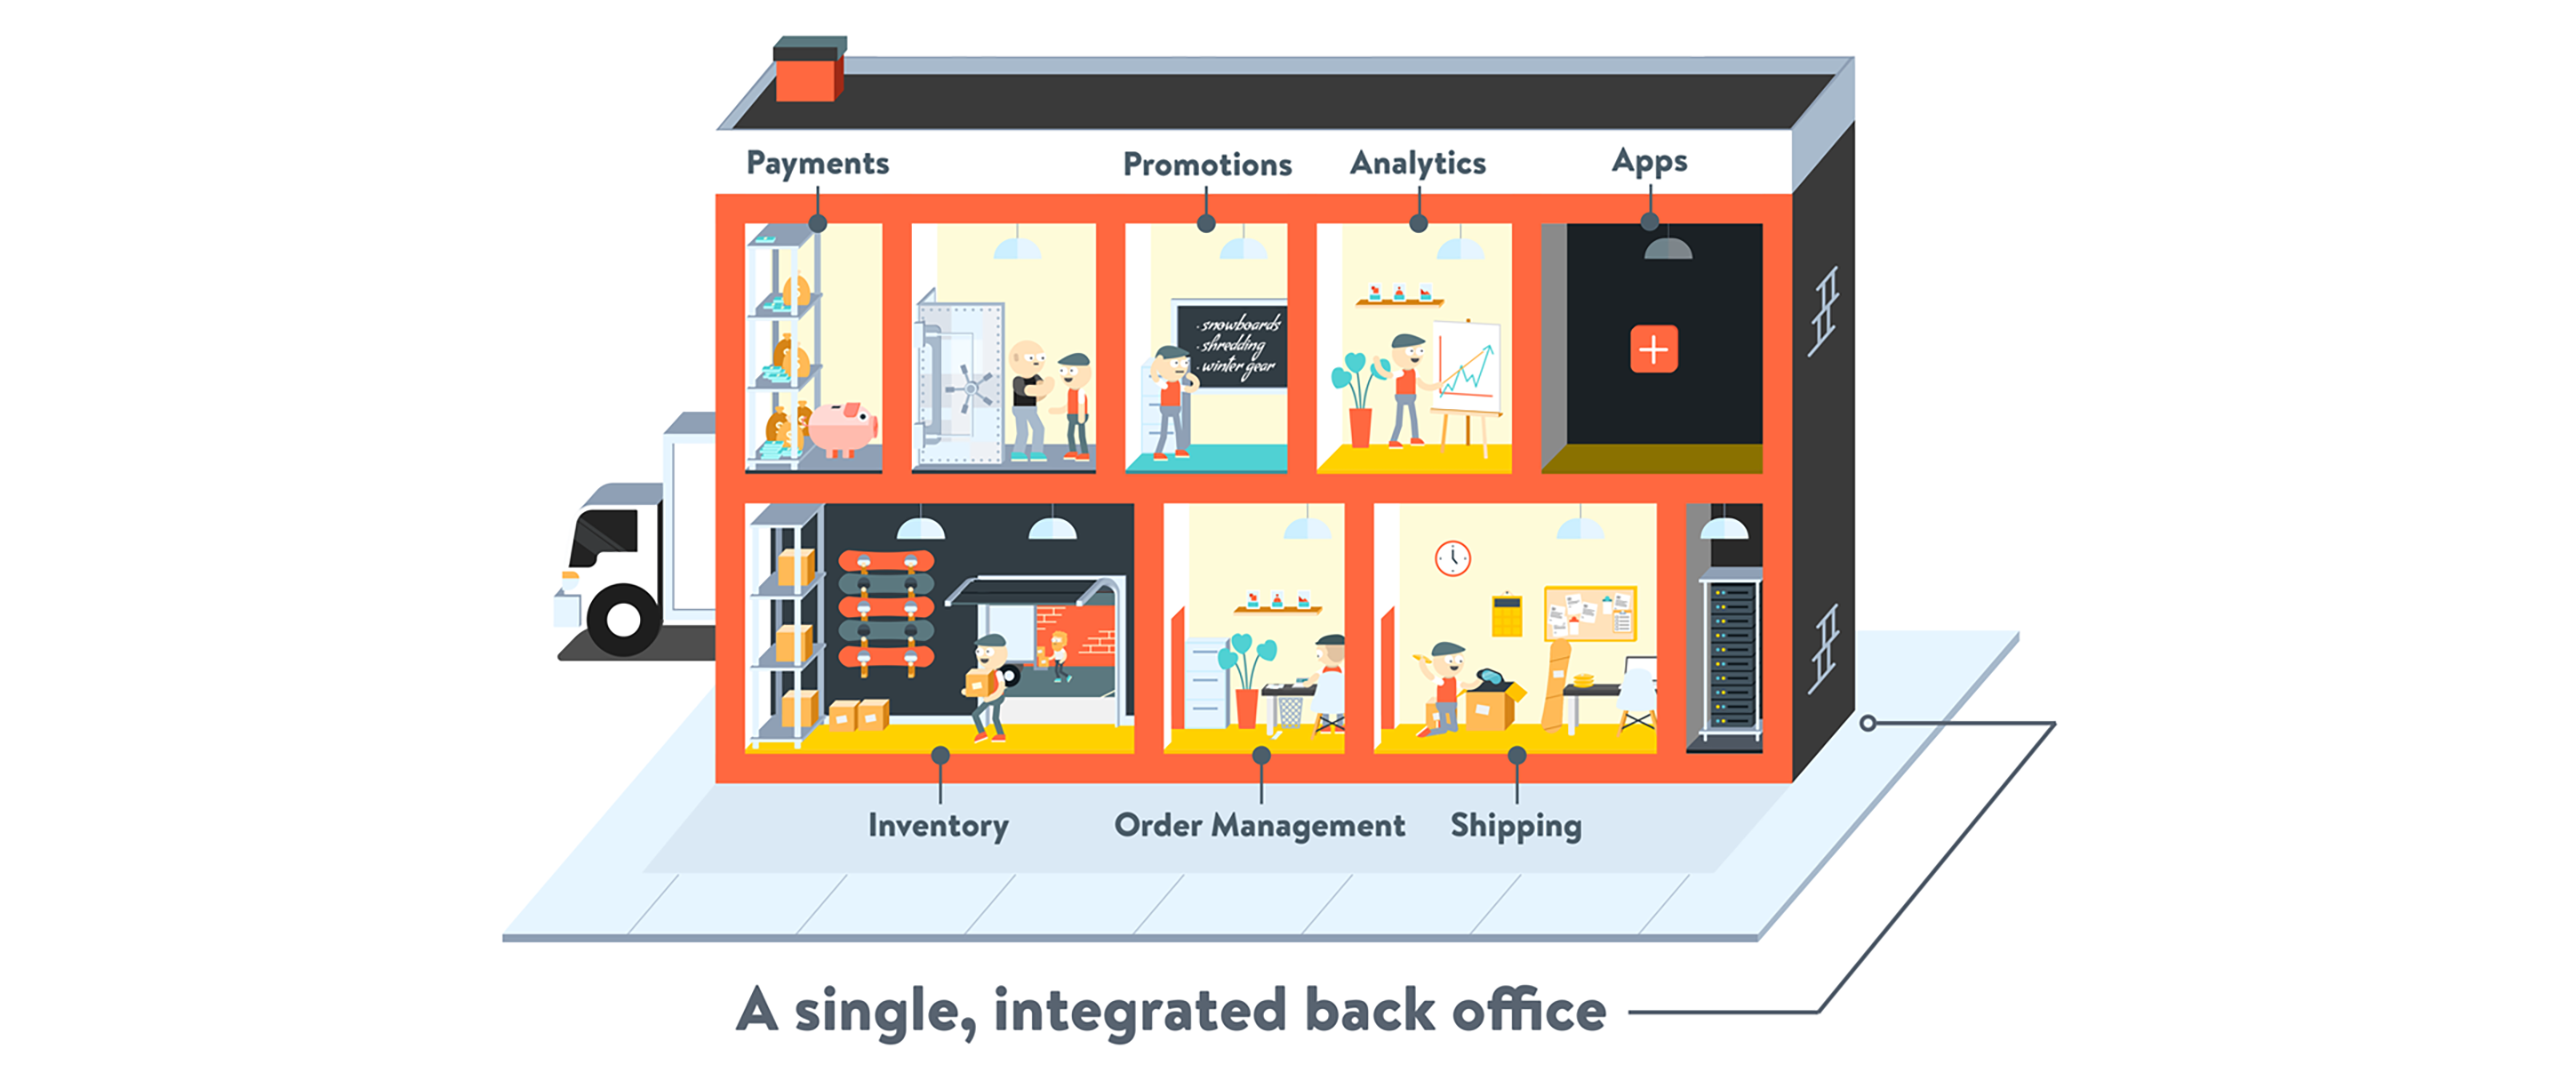 Payments
Promotions
Analytics
Apps
· snowboards
· shredding
· winter gear
Inventory
Order Management
Shipping
A single, integrated back office